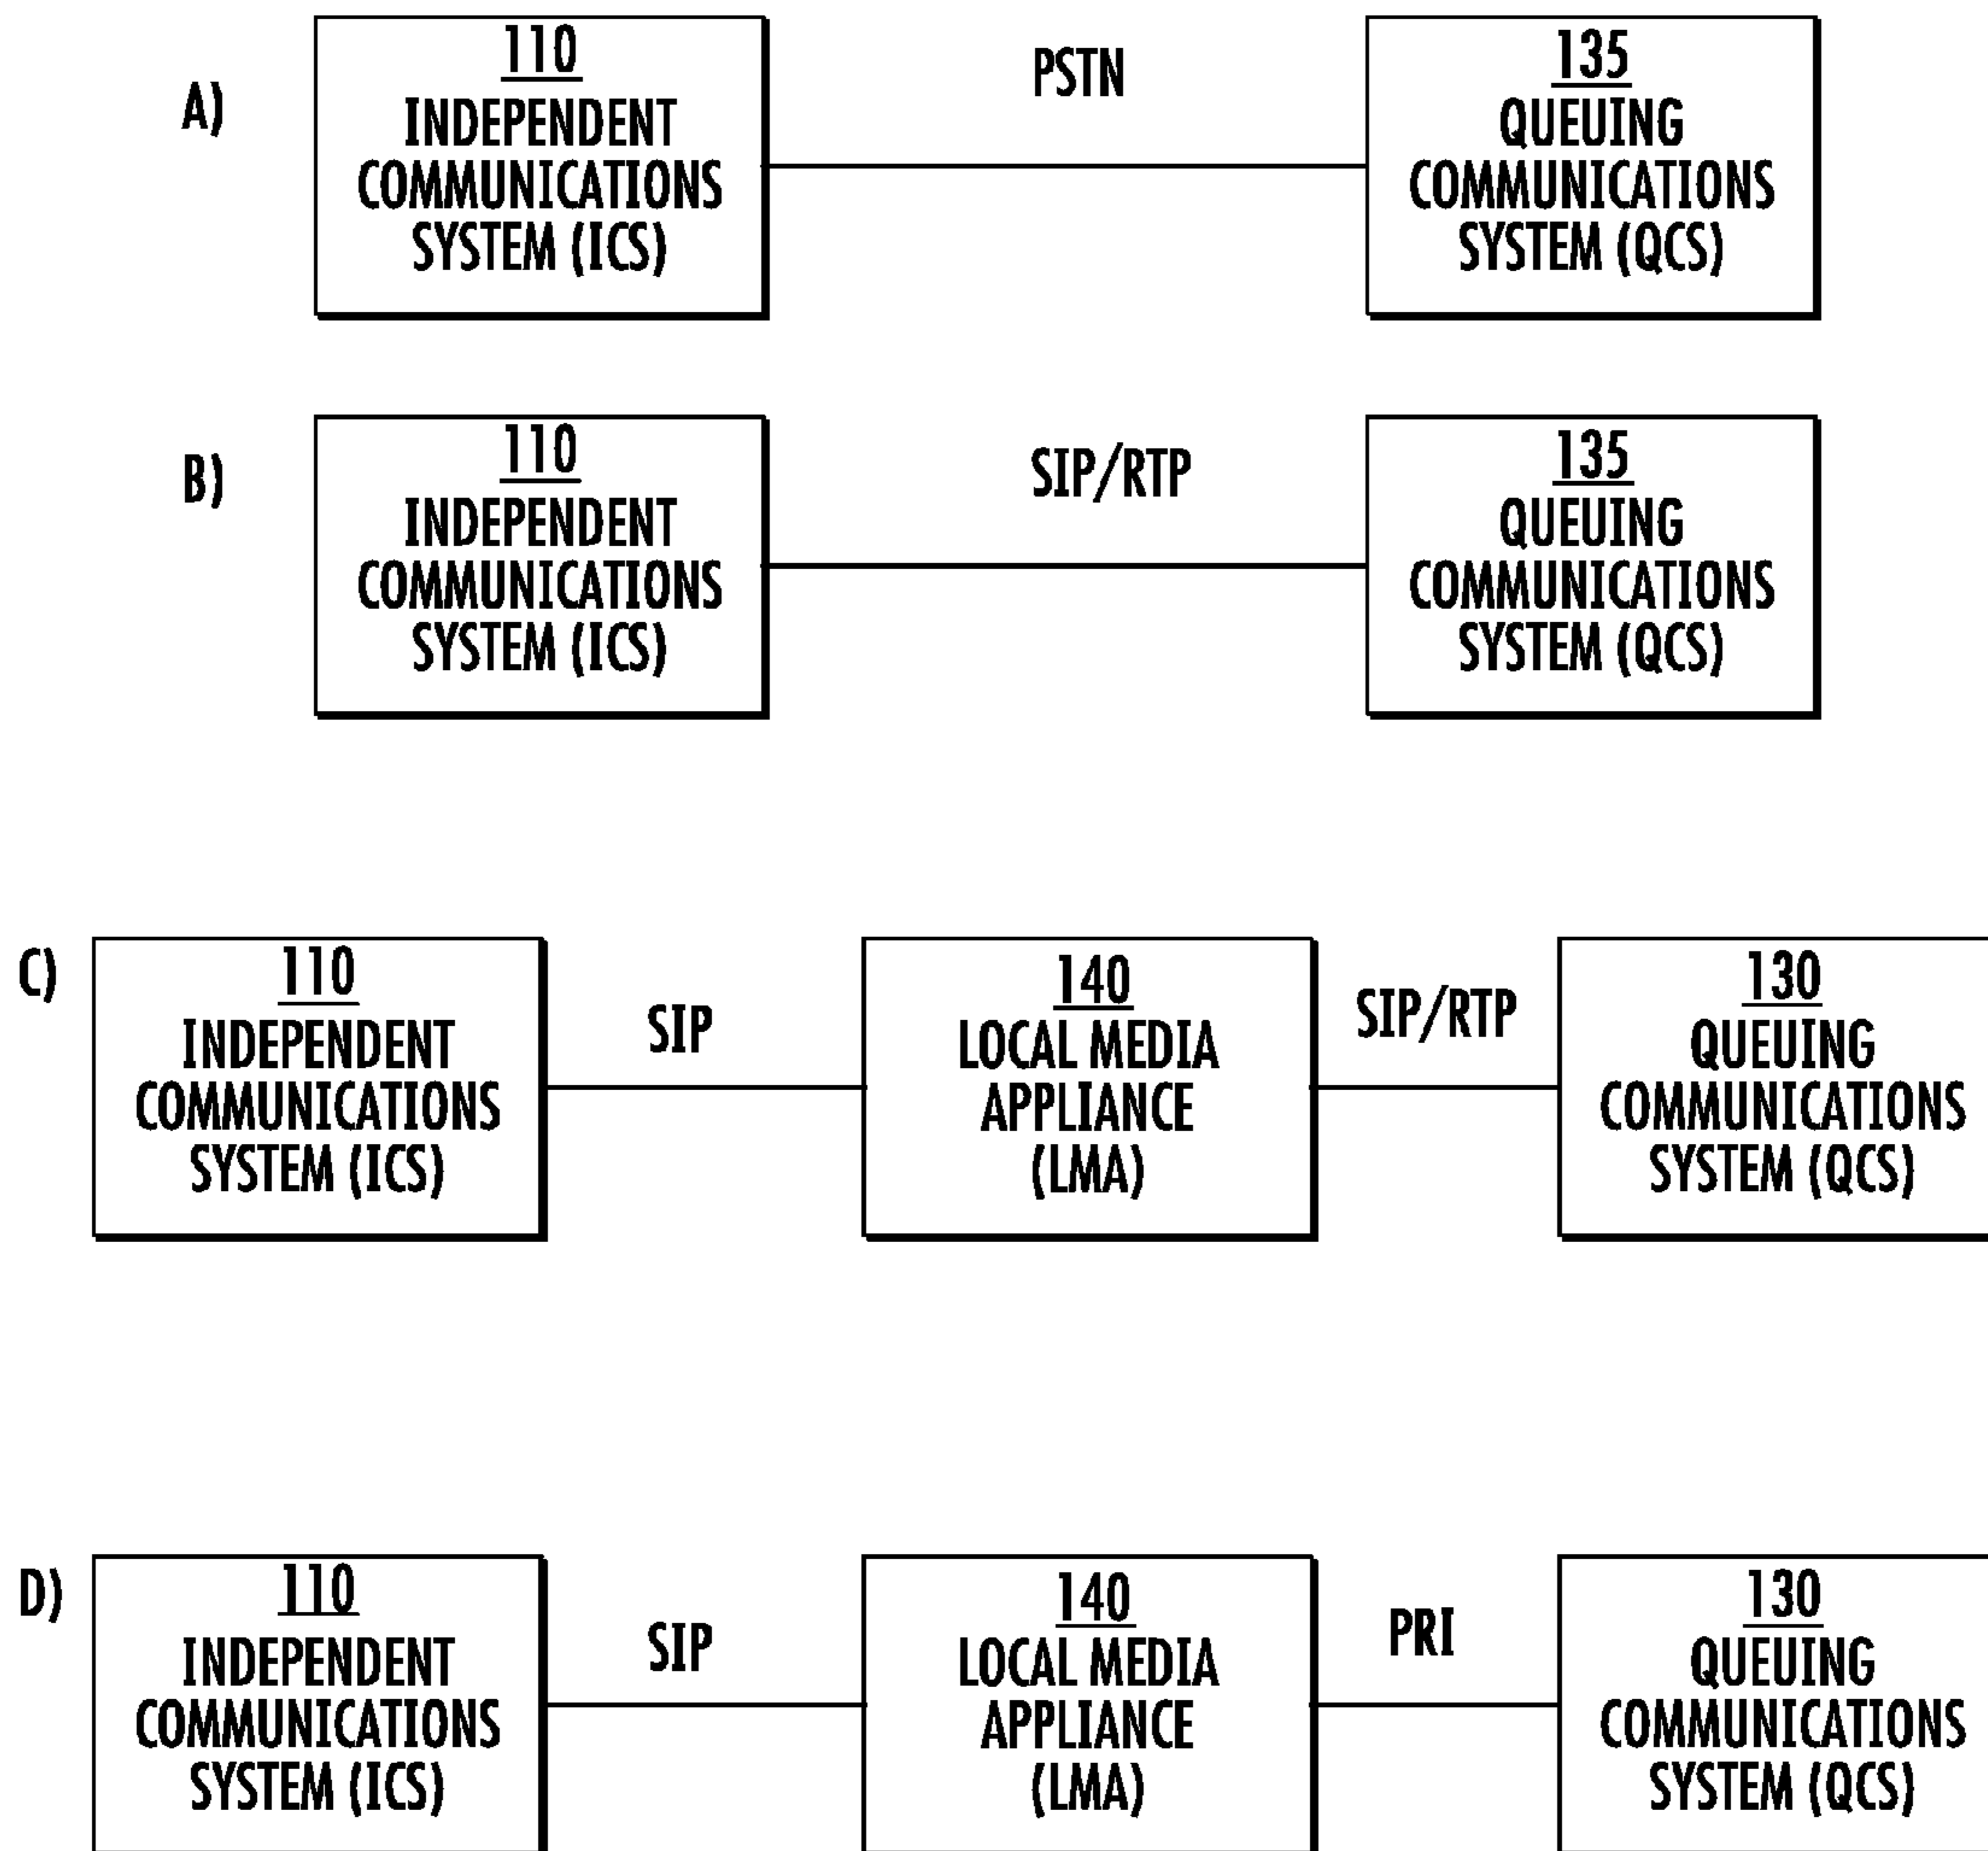 A)
110
INDEPENDENT
COMMUNICATIONS
SYSTEM (ICS)
PSTN
135
QUEUING
COMMUNICATIONS
SYSTEM (QCS)
B)
110
INDEPENDENT
COMMUNICATIONS
SYSTEM (ICS)
SIP/RTP
135
QUEUING
COMMUNICATIONS
SYSTEM (QCS)
C)
110
INDEPENDENT
COMMUNICATIONS
SYSTEM (ICS)
SIP
140
LOCAL MEDIA
APPLIANCE
(LMA)
SIP/RTP
130
QUEUING
COMMUNICATIONS
SYSTEM (QCS)
D)
110
INDEPENDENT
COMMUNICATIONS
SYSTEM (ICS)
SIP
140
LOCAL MEDIA
APPLIANCE
(LMA)
PRI
130
QUEUING
COMMUNICATIONS
SYSTEM (QCS)